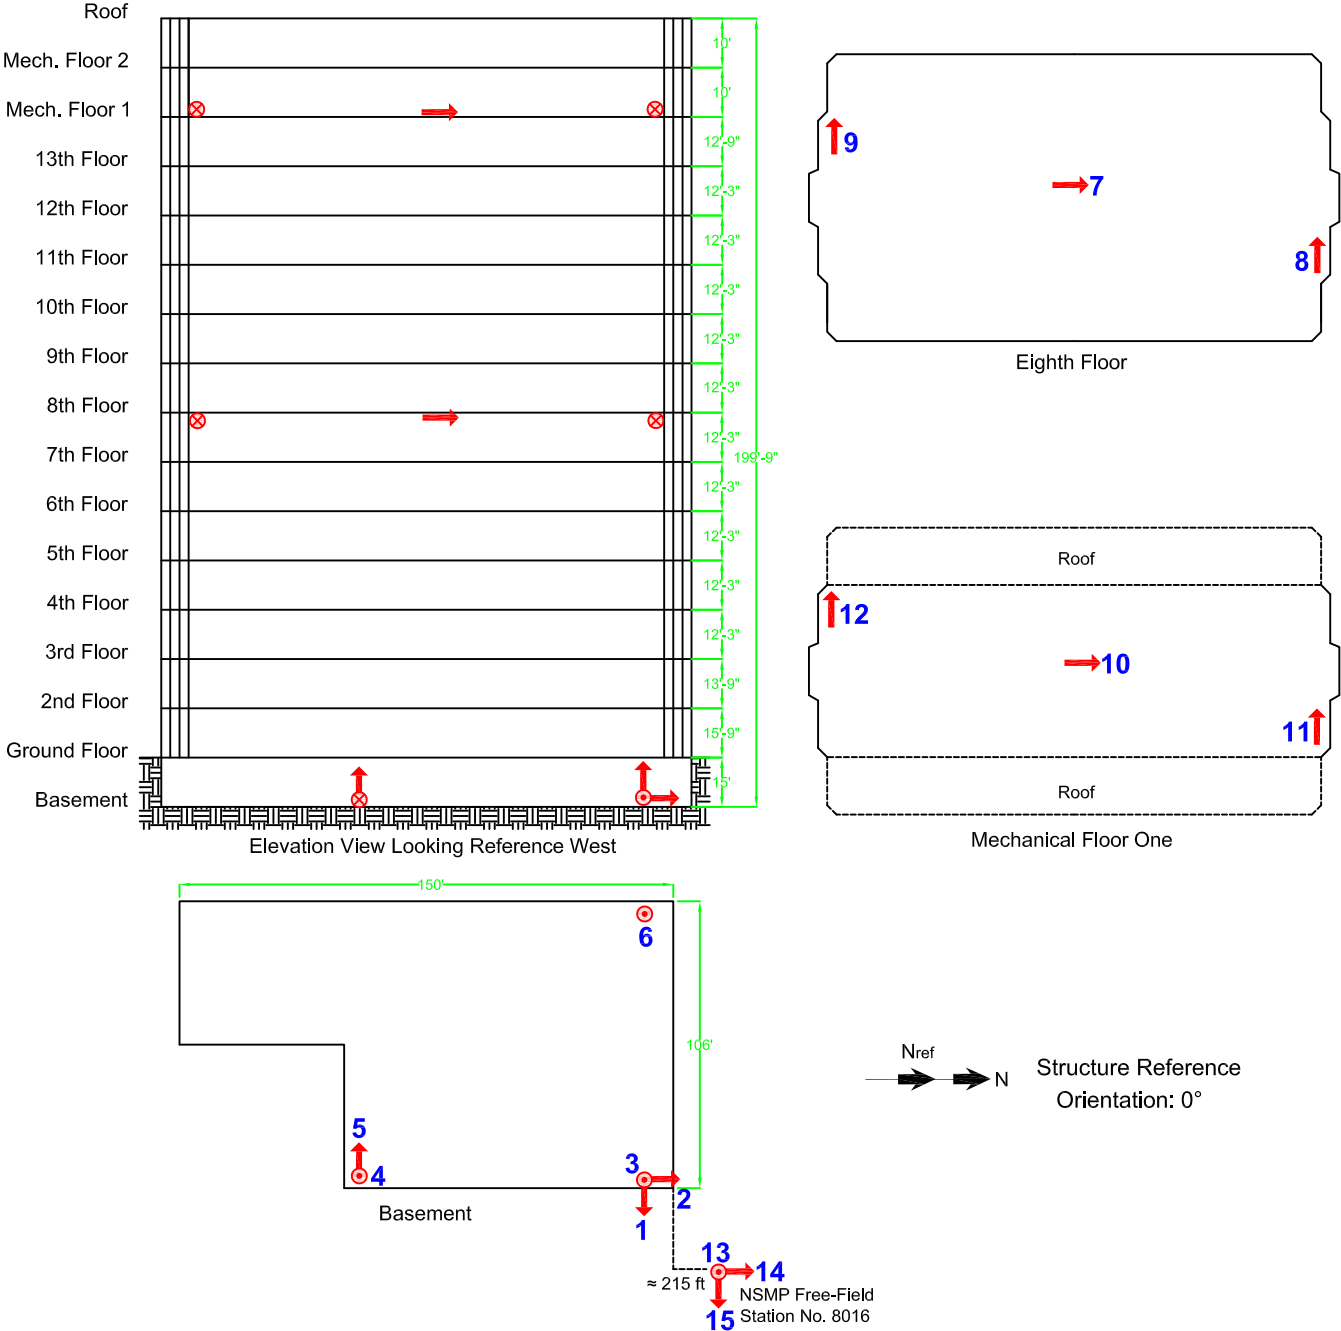 Roof
Mech. Floor 2
Mech. Floor 1
13th Floor
12th Floor
11th Floor
10th Floor
9th Floor
8th Floor
7th Floor
6th Floor
5th Floor
4th Floor
3rd Floor
2nd Floor
Ground Floor
Basement
10'
10'
12'-9"
12'-3"
12'-3"
12'-3"
12'-3"
12'-3"
12'-3"
12'-3"
12'-3"
12'-3"
12'-3"
13'-9"
15'-9"
15'
199'-9"
Elevation View Looking Reference West
9
7
8
Eighth Floor
Roof
12
10
11
Roof
Mechanical Floor One
150'
6
106'
5
4
3
2
1
Basement
13
14
≈ 215 ft
NSMP Free-Field
15 Station No. 8016
Nref
N
Structure Reference
Orientation: 0°